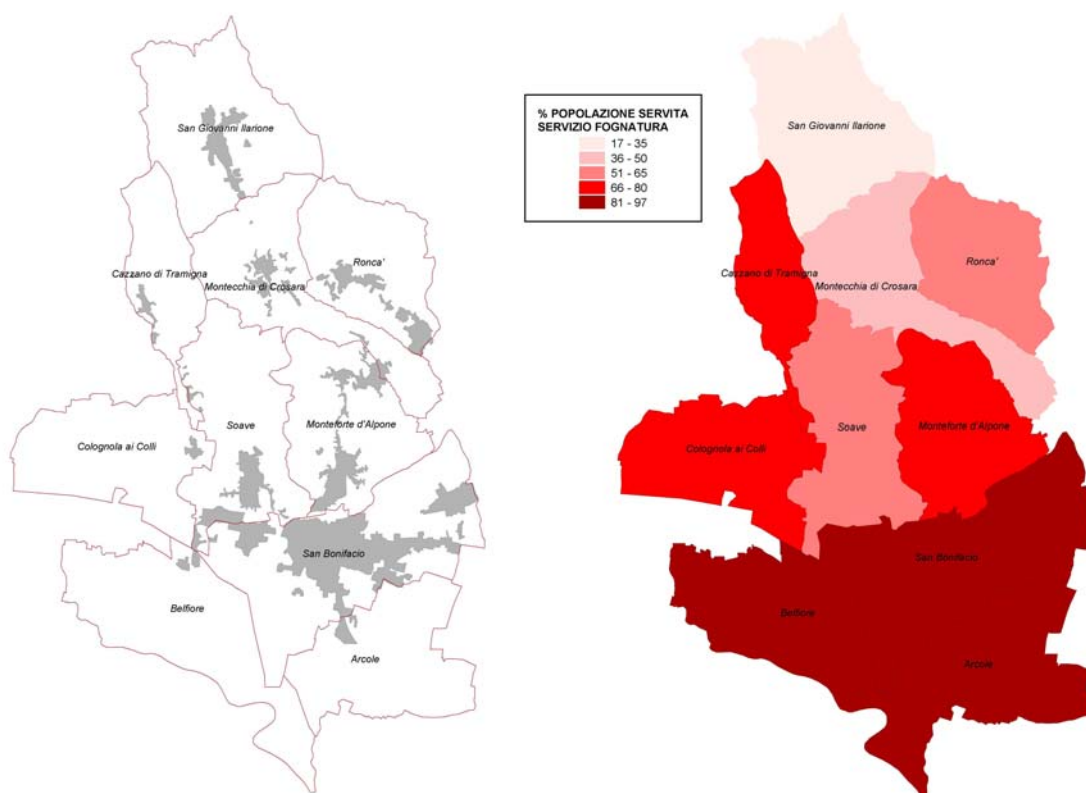 San Giovanni Ilarione
Cazzano di Tramigna
Montecchia di Crosara
Ronca'
Colognola ai Colli
Soave
Monteforte d'Alpone
San Bonifacio
Belfiore
Arcole
% POPOLAZIONE SERVITA
SERVIZIO FOGNATURA
17 - 35
36 - 50
51 - 65
66 - 80
81 - 97
San Giovanni Ilarione
Cazzano di Tramigna
Montecchia di Crosara
Ronca'
Colognola ai Colli
Soave
Monteforte d'Alpone
San Bonifacio
Belfiore
Arcole